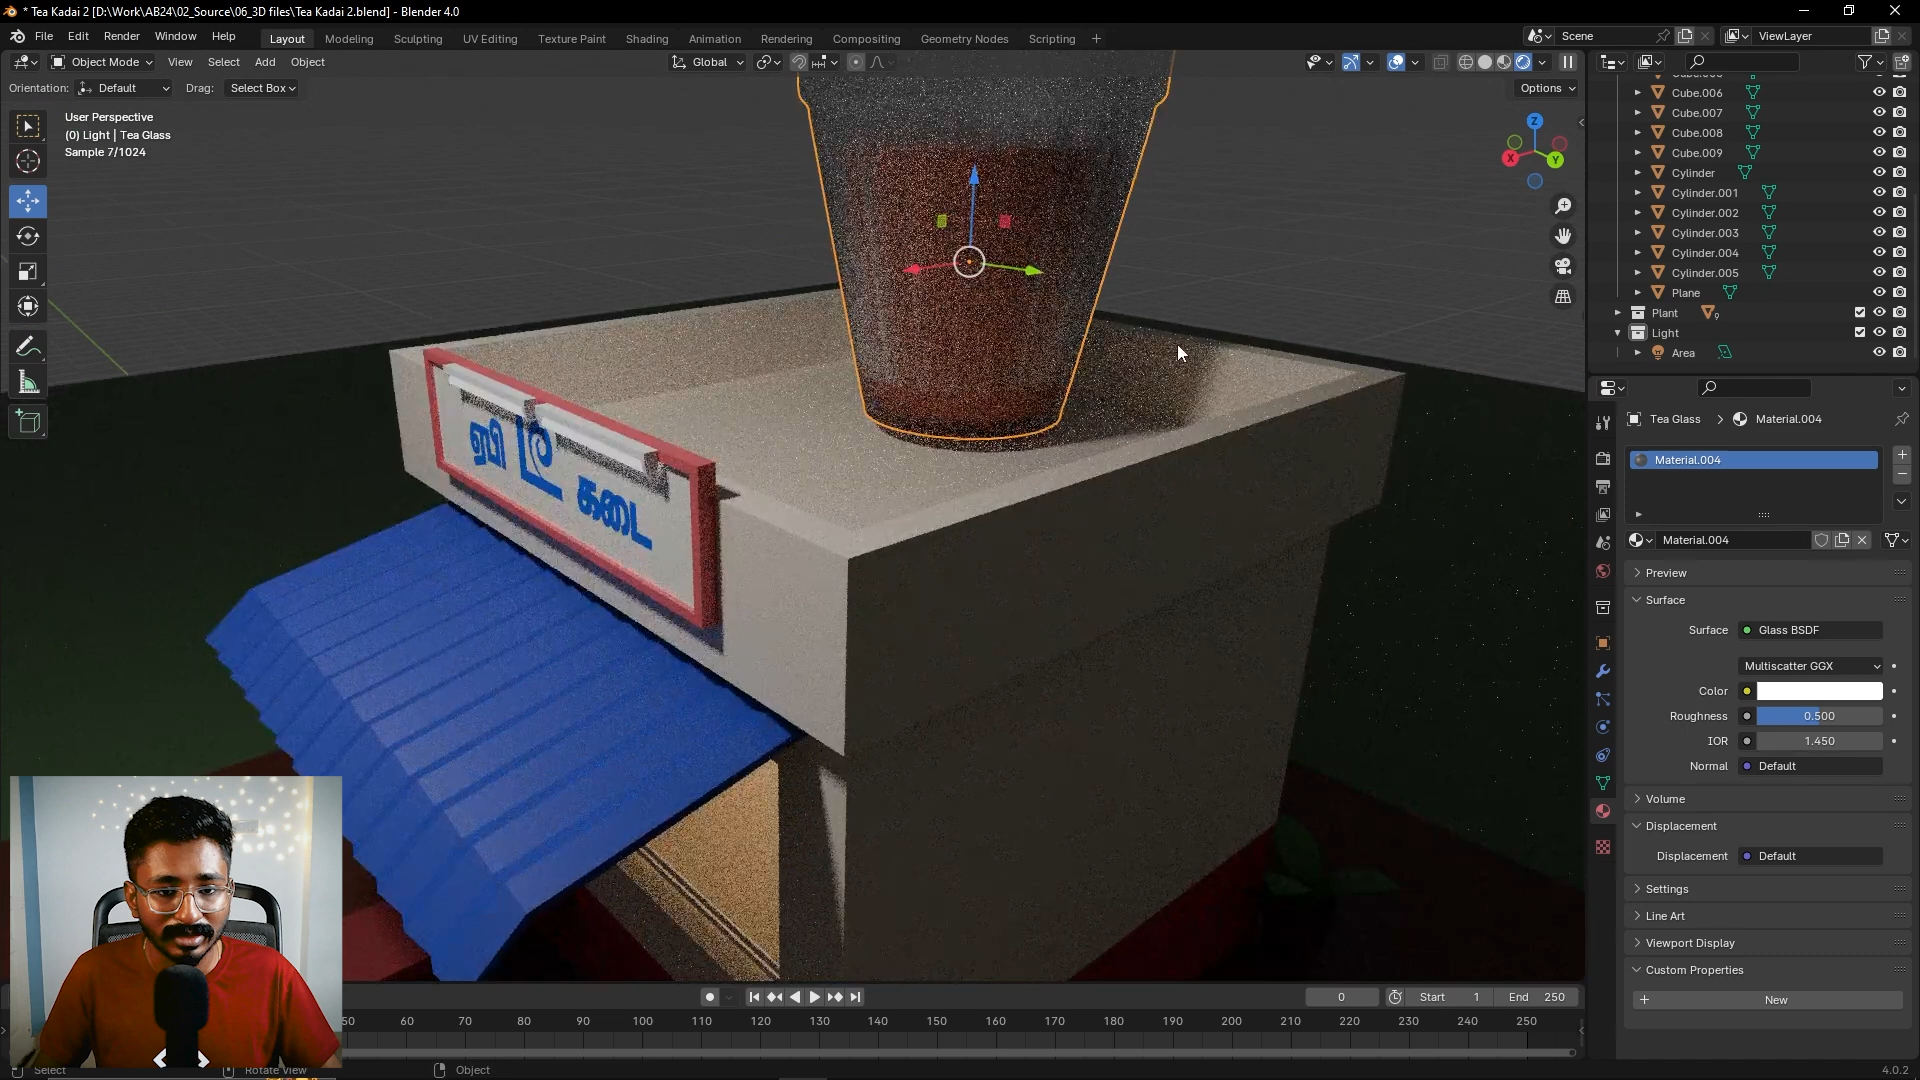 * Tea Kadai 2 [D:\Work\AB24\02_Source\06_3D files\Tea Kadai 2.blend] - Blender 4.0
File Edit Render Window Help Layout Modeling Sculpting UV Editing Texture Paint Shading Animation Rendering Compositing Geometry Nodes Scripting + Scene ViewLayer
Object Mode View Select Add Object Global
Orientation: Default Drag: Select Box Options
User Perspective
(0) Light | Tea Glass
Sample 7/1024
Z
X
Y
ஏபி டீ கடை
Cube.006
Cube.007
Cube.008
Cube.009
Cylinder
Cylinder.001
Cylinder.002
Cylinder.003
Cylinder.004
Cylinder.005
Plane
Plant 9
Light
Area
Tea Glass > Material.004
Material.004
Material.004
Preview
Surface
Surface Glass BSDF
Multiscatter GGX
Color
Roughness 0.500
IOR 1.450
Normal Default
Volume
Displacement
Displacement Default
Settings
Line Art
Viewport Display
Custom Properties
New
0 Start 1 End 250
50 60 70 80 90 100 110 120 130 140 150 160 170 180 190 200 210 220 230 240 250
Select Rotate View Object 4.0.2